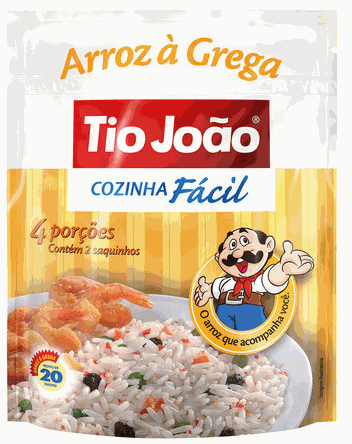 Arroz à Grega
Tio João®
COZINHA Fácil
4 porções
Contém 2 saquinhos
O arroz que acompanha você.
20